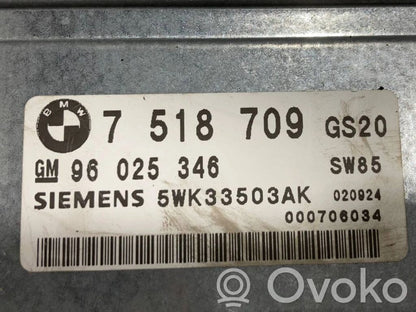 BMW
7 518 709 GS20
GM 96 025 346 SW85
SIEMENS 5WK33503AK 020924
000706034
Ovoko